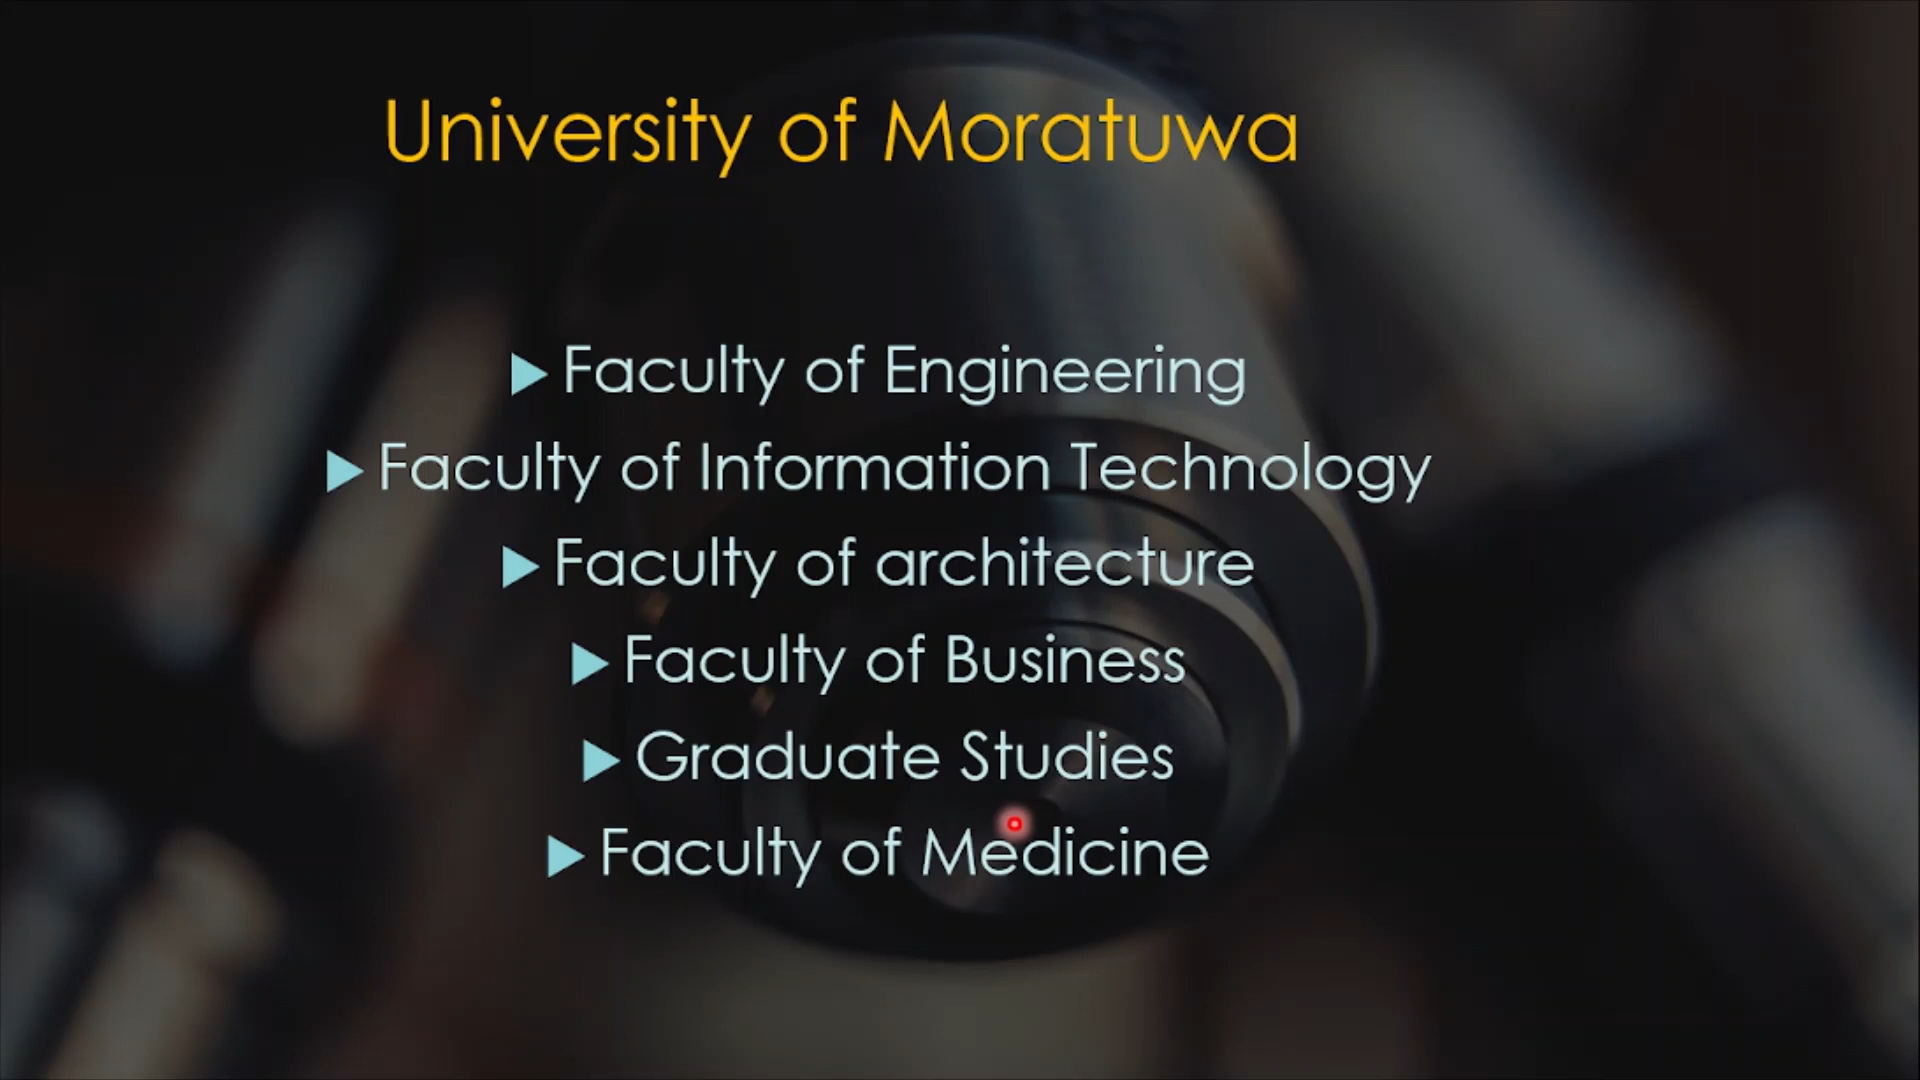 University of Moratuwa
Faculty of Engineering
Faculty of Information Technology
Faculty of architecture
Faculty of Business
Graduate Studies
Faculty of Medicine